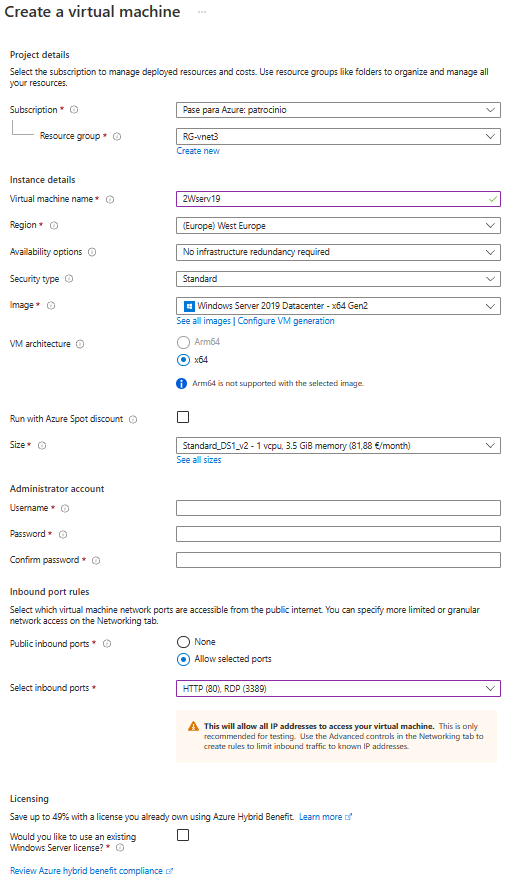 Create a virtual machine ...
Project details
Select the subscription to manage deployed resources and costs. Use resource groups like folders to organize and manage all
your resources.
Subscription *
Pase para Azure: patrocinio
Resource group *
RG-vnet3
Create new
Instance details
Virtual machine name *
2Wserv19
Region *
(Europe) West Europe
Availability options
No infrastructure redundancy required
Security type
Standard
Image *
Windows Server 2019 Datacenter - x64 Gen2
See all images | Configure VM generation
VM architecture
Arm64
x64
Arm64 is not supported with the selected image.
Run with Azure Spot discount
Size *
Standard_DS1_v2 - 1 vcpu, 3.5 GiB memory (81,88 €/month)
See all sizes
Administrator account
Username *
Password *
Confirm password *
Inbound port rules
Select which virtual machine network ports are accessible from the public internet. You can specify more limited or granular
network access on the Networking tab.
Public inbound ports *
None
Allow selected ports
Select inbound ports *
HTTP (80), RDP (3389)
This will allow all IP addresses to access your virtual machine. This is only
recommended for testing. Use the Advanced controls in the Networking tab to
create rules to limit inbound traffic to known IP addresses.
Licensing
Save up to 49% with a license you already own using Azure Hybrid Benefit. Learn more
Would you like to use an existing
Windows Server license? *
Review Azure hybrid benefit compliance